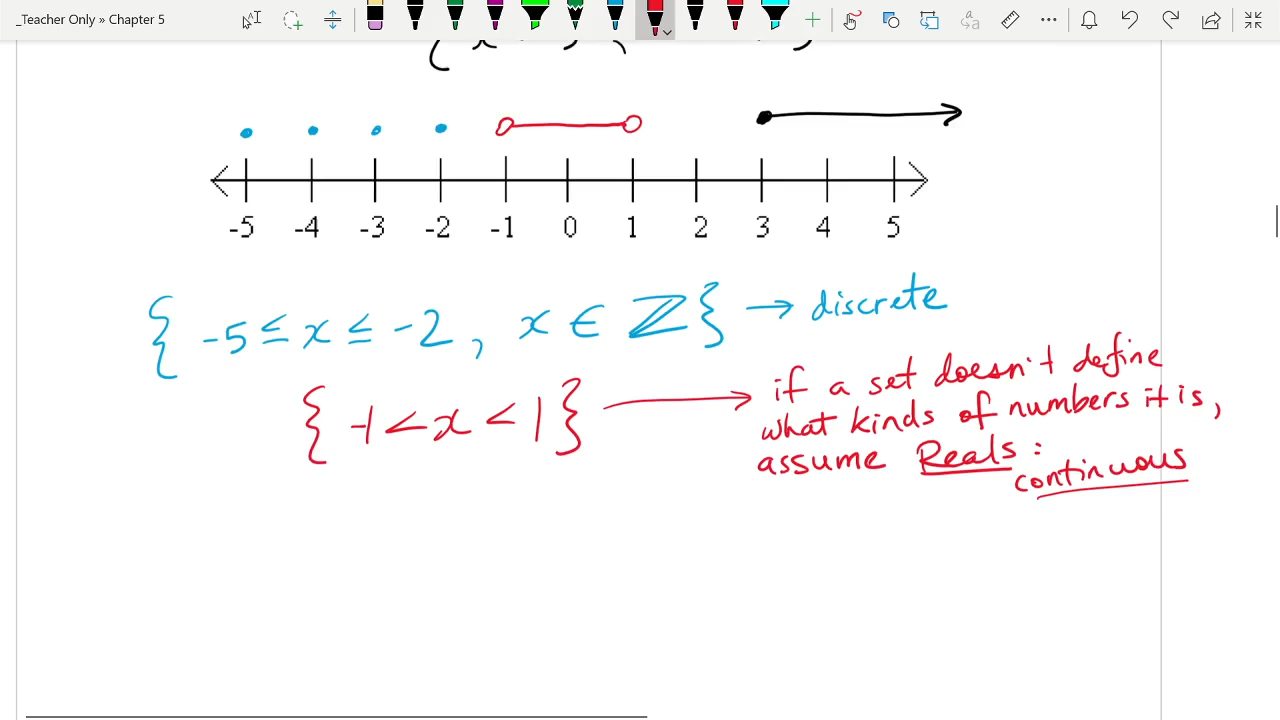 _Teacher Only » Chapter 5
-5 -4 -3 -2 -1 0 1 2 3 4 5
{ -5 ≤ x ≤ -2, x ∈ ℤ } → discrete
{ -1 < x < 1 } → if a set doesn't define
what kinds of numbers it is,
assume Reals :
continuous